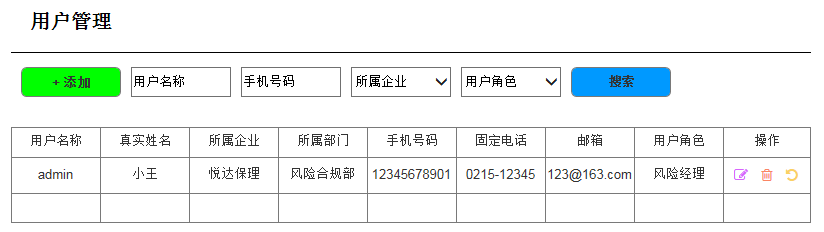 用户管理
+ 添加 用户名称 手机号码 所属企业 用户角色 搜索
用户名称 真实姓名 所属企业 所属部门 手机号码 固定电话 邮箱 用户角色 操作
admin 小王 悦达保理 风险合规部 12345678901 0215-12345 123@163.com 风险经理